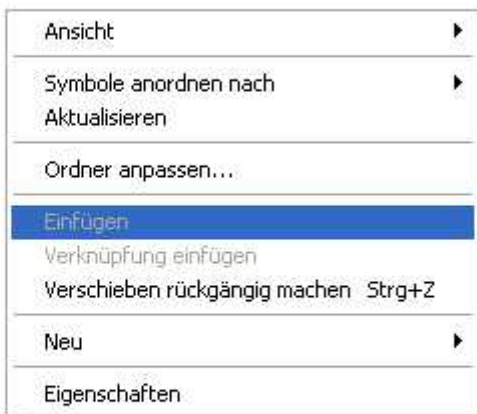 Ansicht
Symbole anordnen nach
Aktualisieren
Ordner anpassen...
Einfügen
Verknüpfung einfügen
Verschieben rückgängig machen Strg+Z
Neu
Eigenschaften